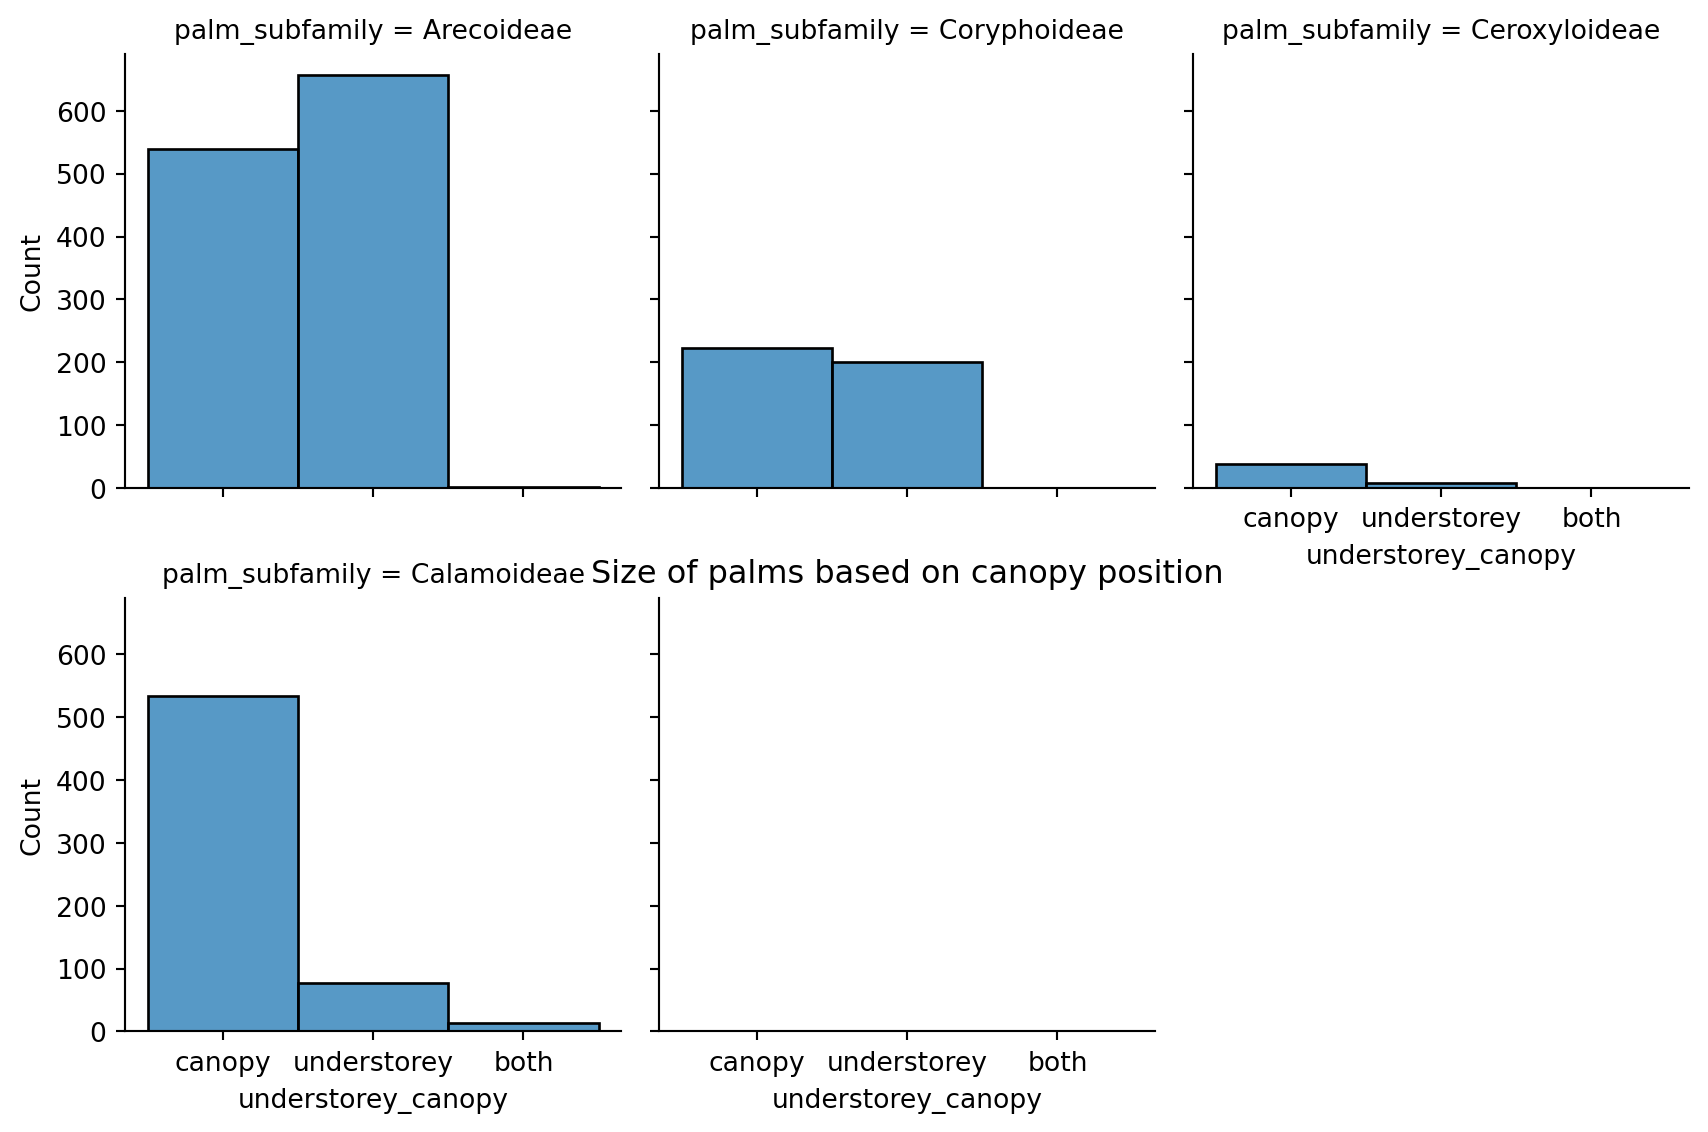 palm_subfamily = Arecoideae
palm_subfamily = Coryphoideae
palm_subfamily = Ceroxyloideae
Count
600
500
400
300
200
100
0
canopy understorey both
understorey_canopy
palm_subfamily = Calamoideae
Size of palms based on canopy position
Count
600
500
400
300
200
100
0
canopy understorey both
understorey_canopy
canopy understorey both
understorey_canopy